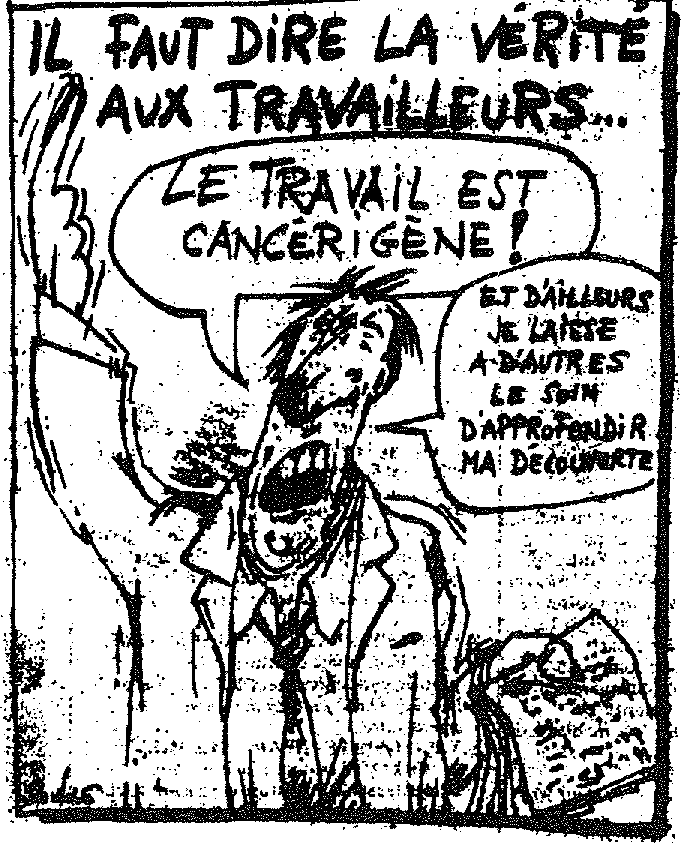 IL FAUT DIRE LA VÉRITÉ
AUX TRAVAILLEURS...
LE TRAVAIL EST
CANCÉRIGÈNE !
ET D'AILLEURS
JE LAISSE
A D'AUTRES
LE SOIN
D'APPROFONDIR
MA DECOUVERTE